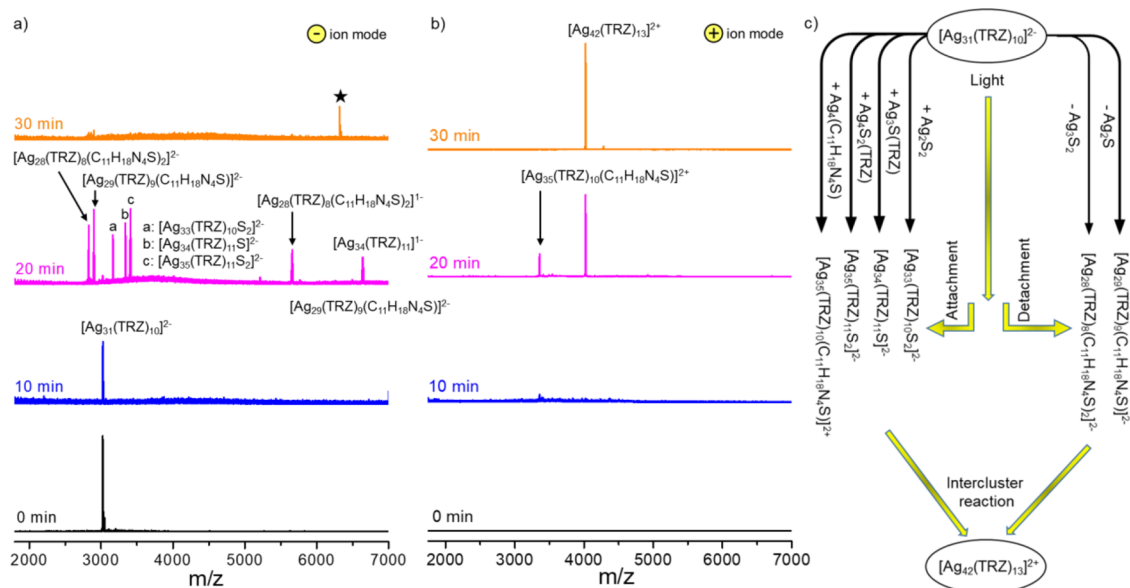 a)
− ion mode
★
30 min
[Ag28(TRZ)8(C11H18N4S)2]2-
[Ag29(TRZ)9(C11H18N4S)]2-
c
b
a
a: [Ag33(TRZ)10S2]2-
b: [Ag34(TRZ)11S]2-
c: [Ag35(TRZ)11S2]2-
[Ag28(TRZ)8(C11H18N4S)2]1-
[Ag34(TRZ)11]1-
20 min
[Ag29(TRZ)9(C11H18N4S)]2-
[Ag31(TRZ)10]2-
10 min
0 min
2000 3000 4000 5000 6000 7000
m/z
b)
[Ag42(TRZ)13]2+
+ ion mode
30 min
[Ag35(TRZ)10(C11H18N4S)]2+
20 min
10 min
0 min
2000 3000 4000 5000 6000 7000
m/z
c)
[Ag31(TRZ)10]2-
Light
+ Ag4(C11H18N4S)
+ Ag4S2(TRZ)
+ Ag3S(TRZ)
+ Ag2S2
- Ag3S2
- Ag2S
Attachment
Detachment
[Ag35(TRZ)10(C11H18N4S)]2+
[Ag35(TRZ)11S2]2-
[Ag34(TRZ)11S]2-
[Ag33(TRZ)10S2]2-
[Ag28(TRZ)8(C11H18N4S)2]2-
[Ag29(TRZ)9(C11H18N4S)]2-
Intercluster
reaction
[Ag42(TRZ)13]2+